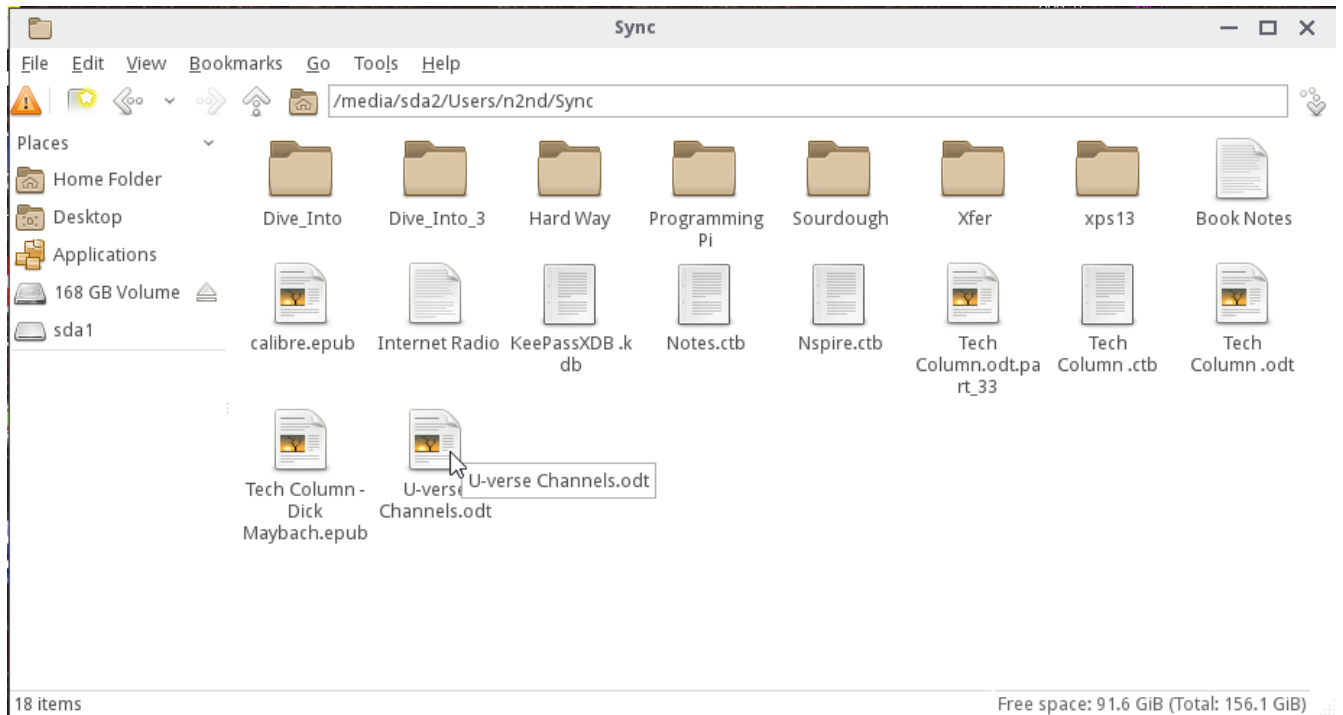 Sync
File Edit View Bookmarks Go Tools Help
/media/sda2/Users/n2nd/Sync
Places
Home Folder
Desktop
Applications
168 GB Volume
sda1
Dive_Into Dive_Into_3 Hard Way Programming Sourdough Xfer xps13 Book Notes
Pi
calibre.epub Internet Radio KeePassXDB .k Notes.ctb Nspire.ctb Tech Tech Tech
db Column.odt.pa Column .ctb Column .odt
rt_33
Tech Column - U-verse
Dick Channels.odt
Maybach.epub
U-verse Channels.odt
18 items Free space: 91.6 GiB (Total: 156.1 GiB)